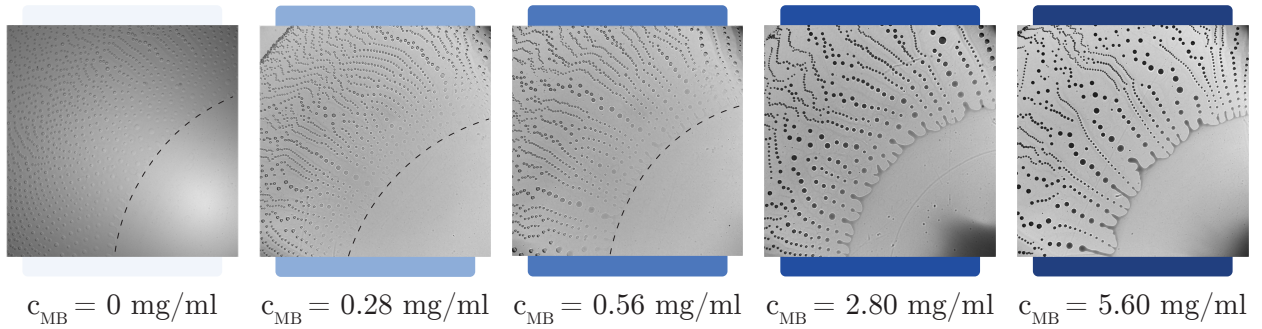 c_MB = 0 mg/ml
c_MB = 0.28 mg/ml
c_MB = 0.56 mg/ml
c_MB = 2.80 mg/ml
c_MB = 5.60 mg/ml